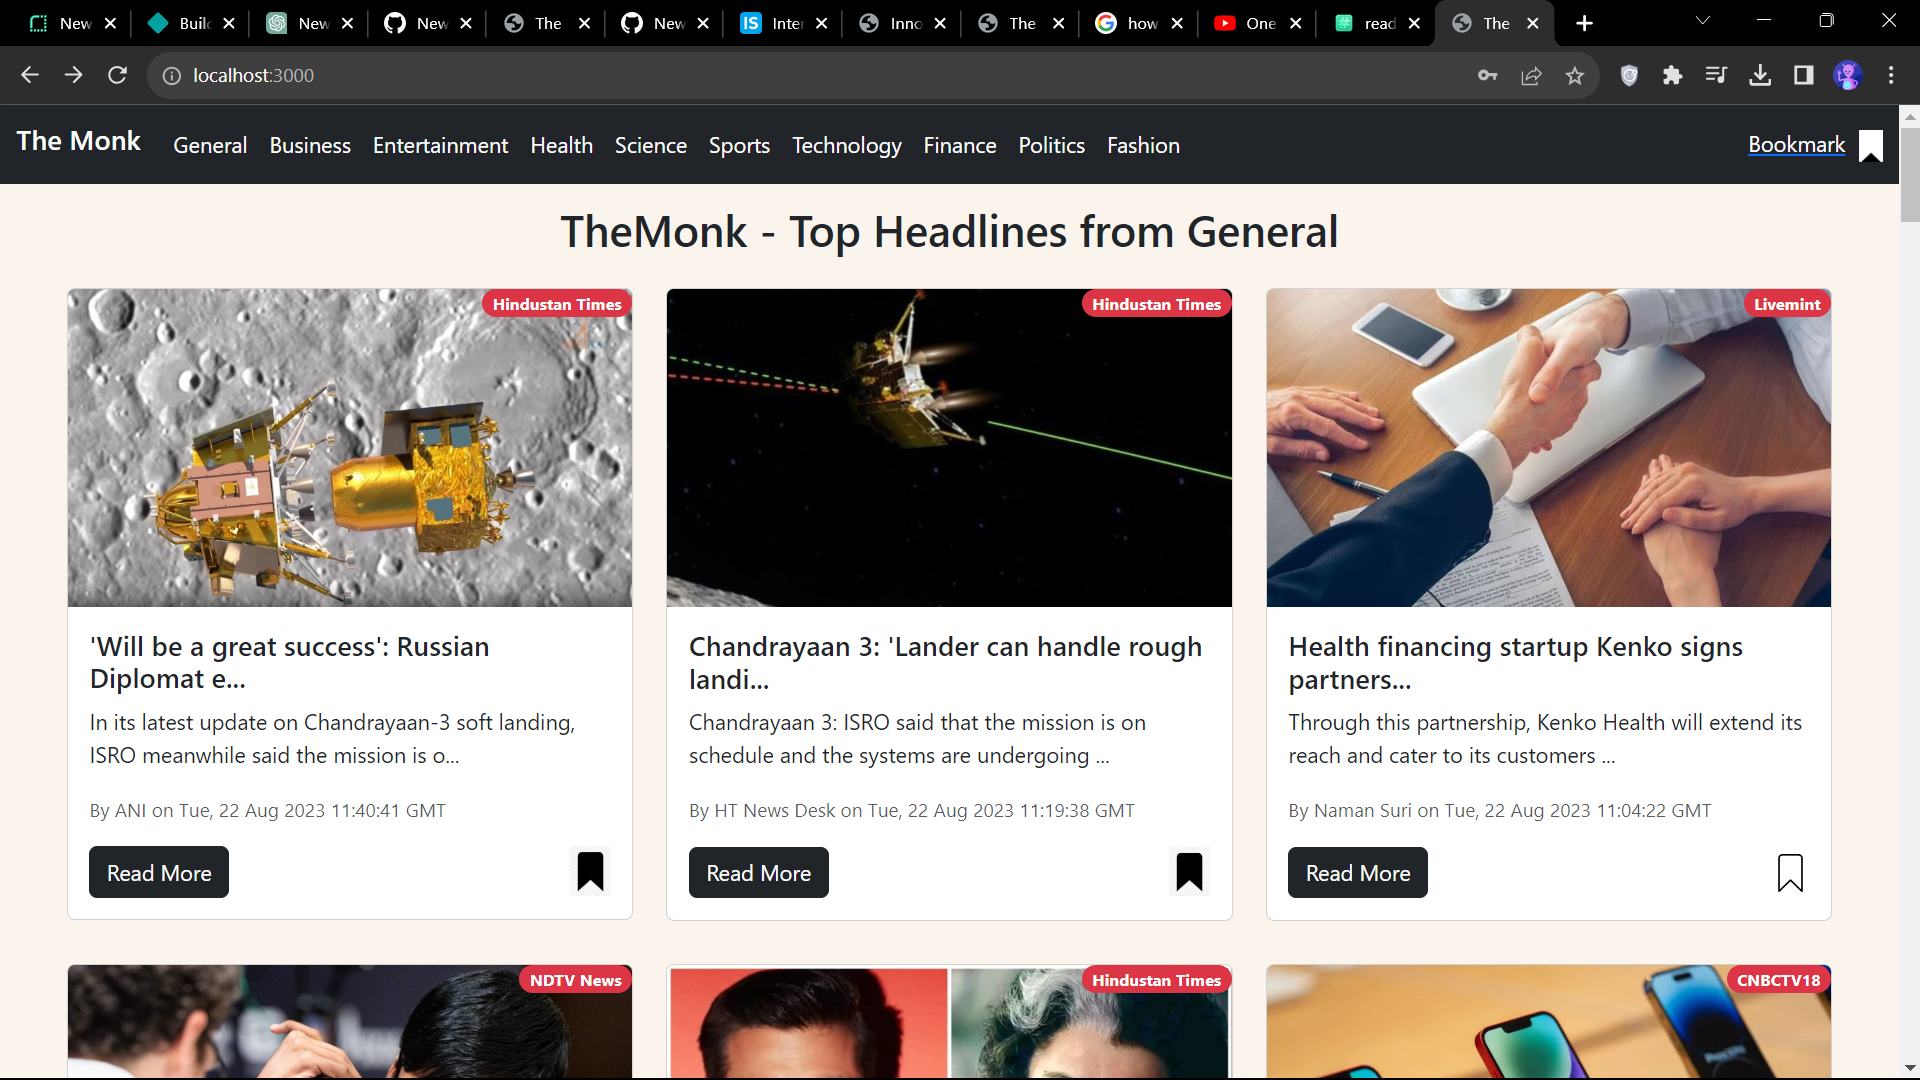 New
Buil
New
New
The
New
IS Inter
Inno
The
how
One
read
The
localhost:3000
The Monk
General
Business
Entertainment
Health
Science
Sports
Technology
Finance
Politics
Fashion
Bookmark
TheMonk - Top Headlines from General
Hindustan Times
'Will be a great success': Russian
Diplomat e...
In its latest update on Chandrayaan-3 soft landing,
ISRO meanwhile said the mission is o...
By ANI on Tue, 22 Aug 2023 11:40:41 GMT
Read More
Hindustan Times
Chandrayaan 3: 'Lander can handle rough
landi...
Chandrayaan 3: ISRO said that the mission is on
schedule and the systems are undergoing ...
By HT News Desk on Tue, 22 Aug 2023 11:19:38 GMT
Read More
Livemint
Health financing startup Kenko signs
partners...
Through this partnership, Kenko Health will extend its
reach and cater to its customers ...
By Naman Suri on Tue, 22 Aug 2023 11:04:22 GMT
Read More
NDTV News
Hindustan Times
CNBCTV18